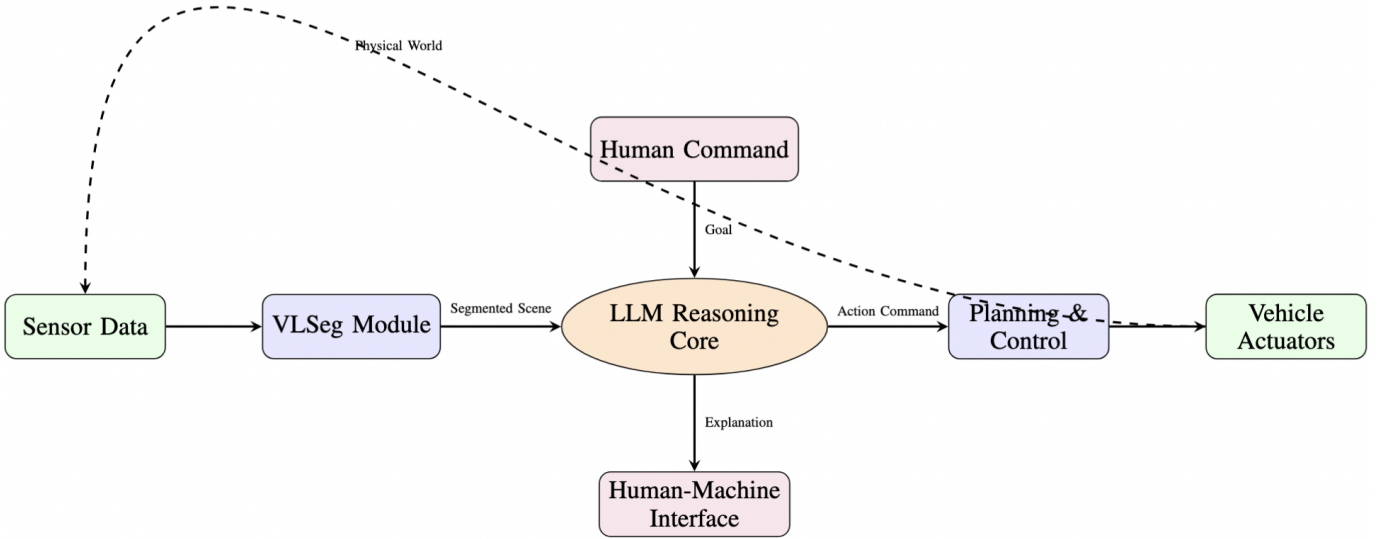 Physical World
Human Command
Goal
Sensor Data
VLSeg Module
Segmented Scene
LLM Reasoning
Core
Action Command
Planning &
Control
Vehicle
Actuators
Explanation
Human-Machine
Interface